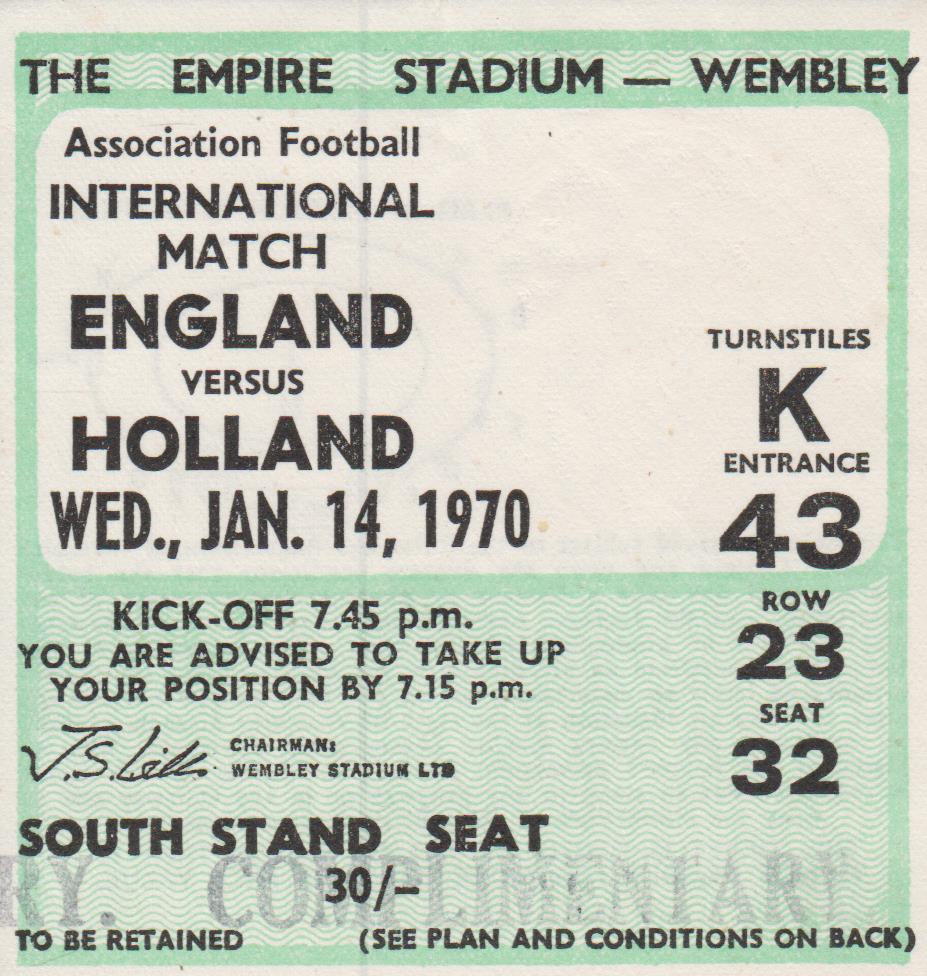 THE EMPIRE STADIUM — WEMBLEY
Association Football
INTERNATIONAL
MATCH
ENGLAND
VERSUS
HOLLAND
WED., JAN. 14, 1970
TURNSTILES
K
ENTRANCE
43
KICK-OFF 7.45 p.m.
YOU ARE ADVISED TO TAKE UP
YOUR POSITION BY 7.15 p.m.
ROW
23
SEAT
32
J.S. Lill
CHAIRMAN:
WEMBLEY STADIUM LTD
SOUTH STAND SEAT
30/–
RY. COMPLIMENTARY
TO BE RETAINED (SEE PLAN AND CONDITIONS ON BACK)